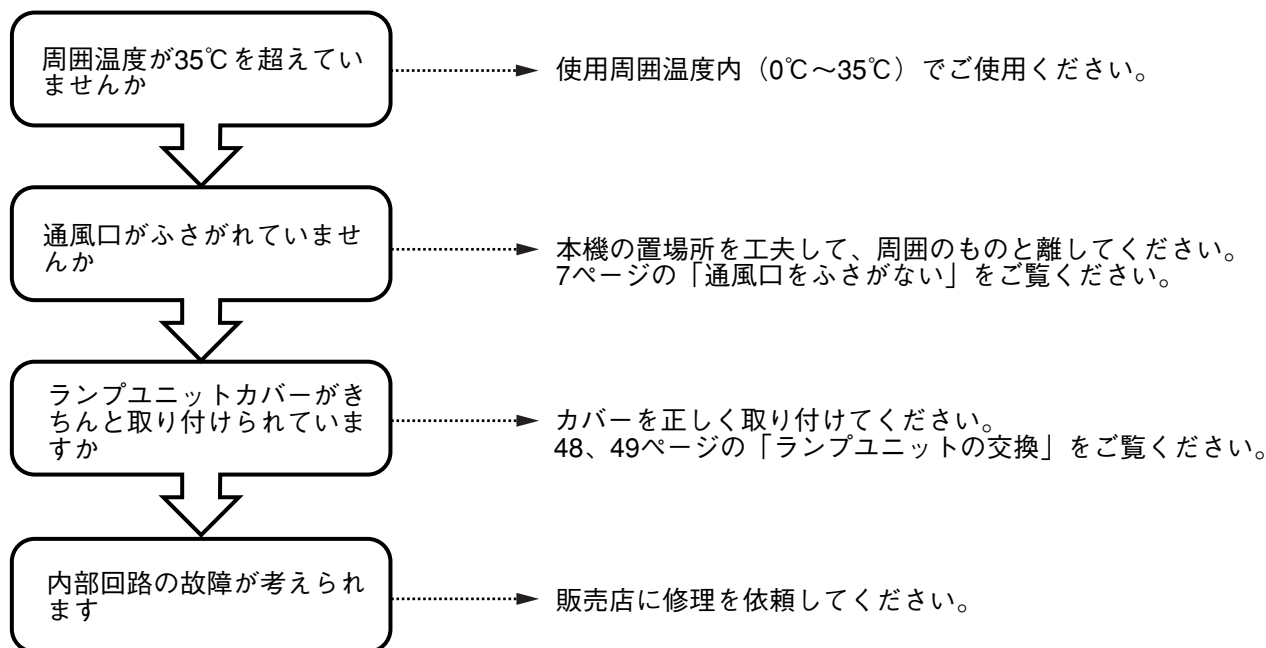 周囲温度が35℃を超えてい
ませんか
使用周囲温度内（0℃～35℃）でご使用ください。
通風口がふさがれていませ
んか
本機の置場所を工夫して、周囲のものと離してください。
7ページの「通風口をふさがない」をご覧ください。
ランプユニットカバーがき
ちんと取り付けられていま
すか
カバーを正しく取り付けてください。
48、49ページの「ランプユニットの交換」をご覧ください。
内部回路の故障が考えられ
ます
販売店に修理を依頼してください。